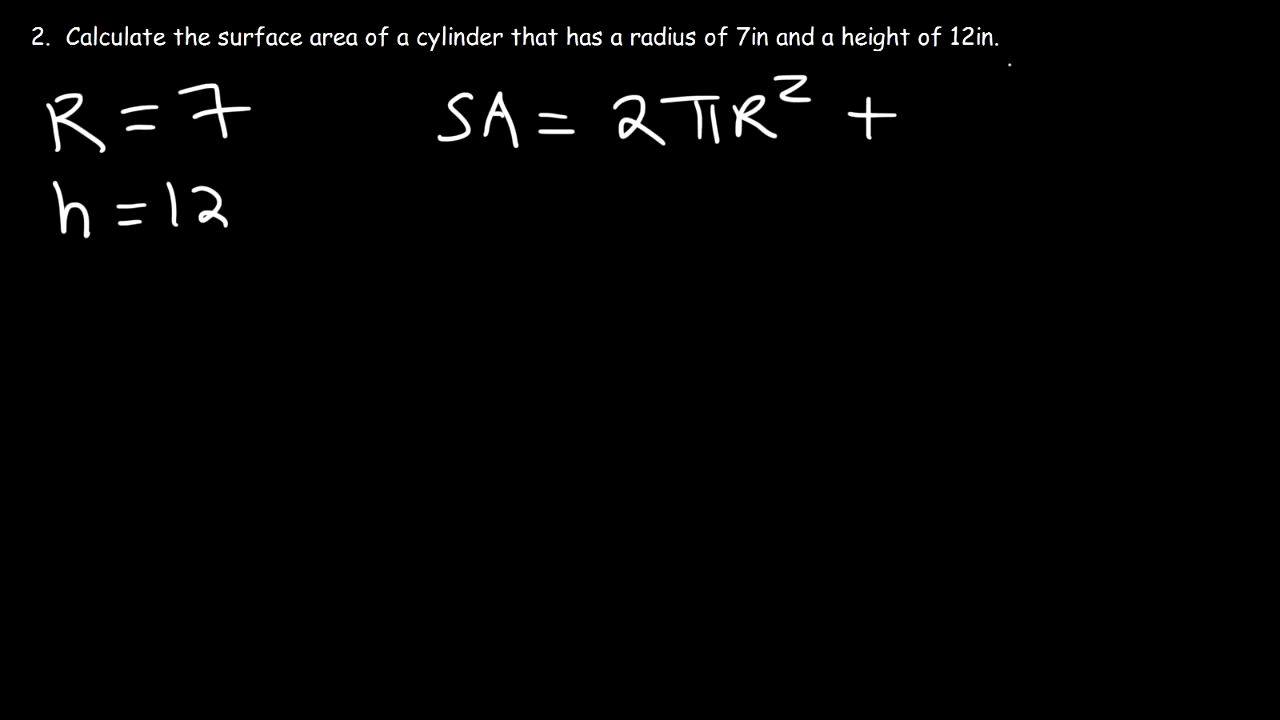 2. Calculate the surface area of a cylinder that has a radius of 7in and a height of 12in.
R = 7 SA = 2πR² +
h = 12